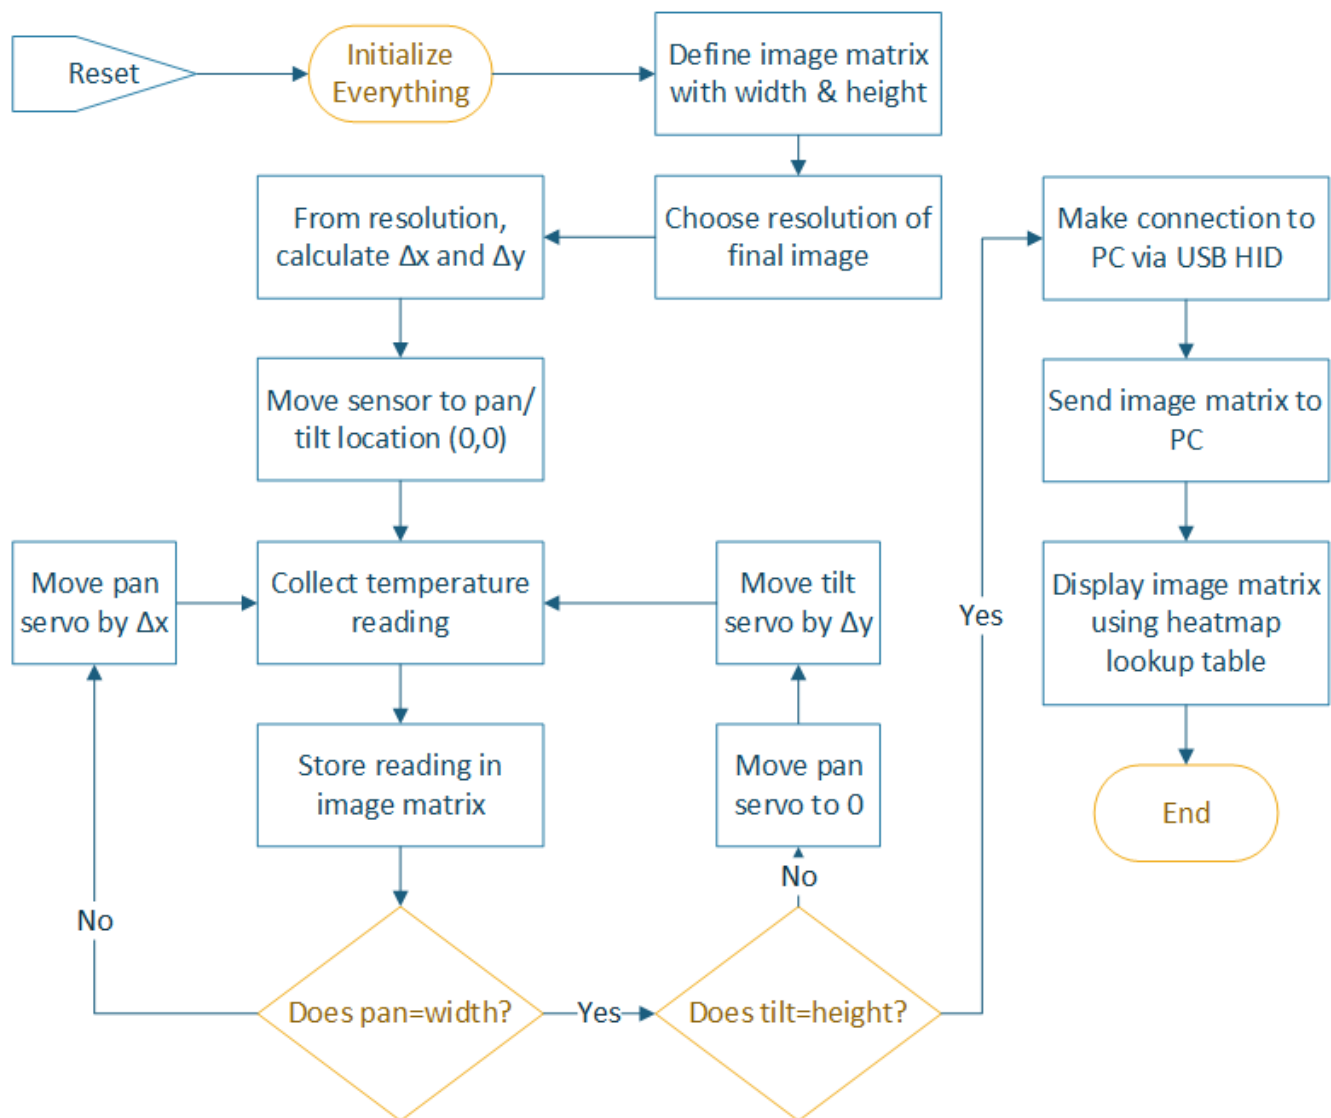 Reset
Initialize
Everything
Define image matrix
with width & height
Choose resolution of
final image
From resolution,
calculate Δx and Δy
Move sensor to pan/
tilt location (0,0)
Collect temperature
reading
Store reading in
image matrix
Does pan=width?
No
Move pan
servo by Δx
Yes
Does tilt=height?
No
Move pan
servo to 0
Move tilt
servo by Δy
Yes
Make connection to
PC via USB HID
Send image matrix to
PC
Display image matrix
using heatmap
lookup table
End